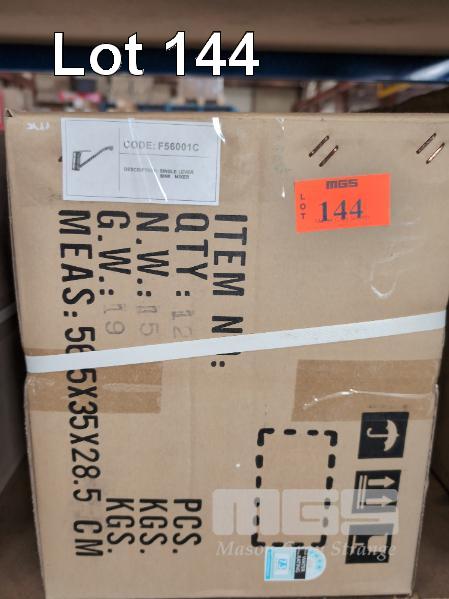 Lot 144
CODE: F56001C
DESCRIPTION: SINGLE LEVER
SINK MIXER
MGS
LOT
144
ITEM NO:
QTY: 12 PCS.
N.W.: 15 KGS.
G.W.: 19 KGS.
MEAS: 56.5X35X28.5 CM
MGS
Mason Gray Strange